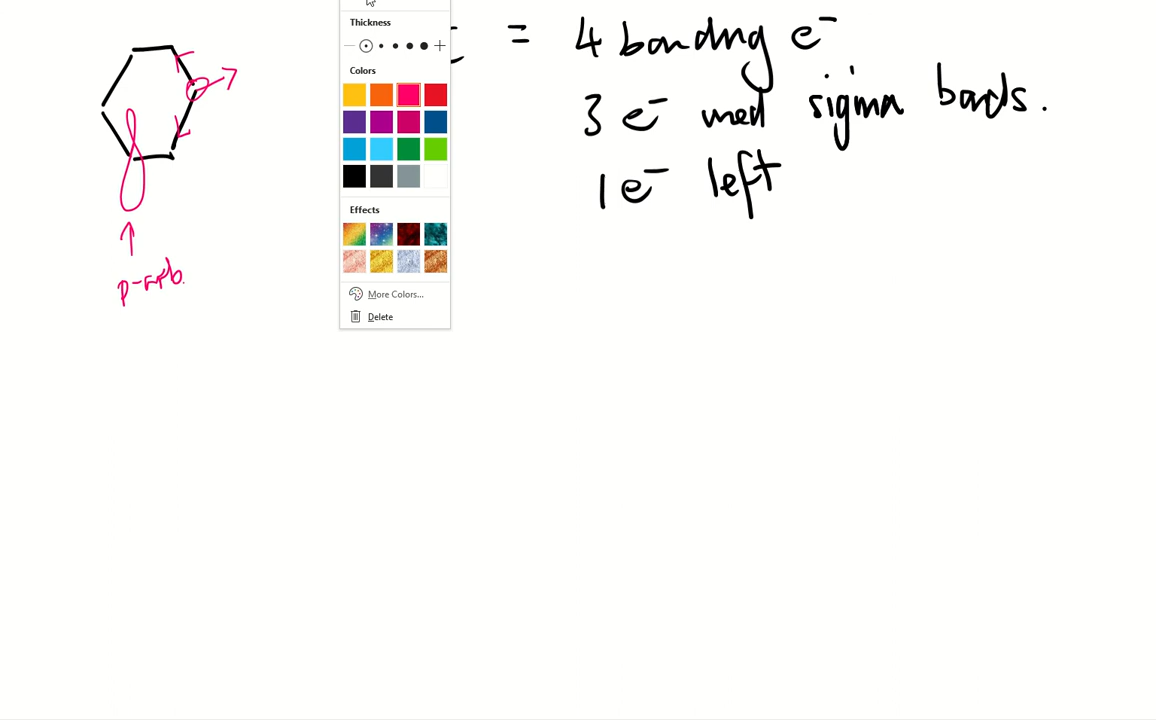 Thickness
Colors
Effects
More Colors...
Delete
= 4 bonding e⁻
3 e⁻ used sigma bonds.
1 e⁻ left
p-orb.